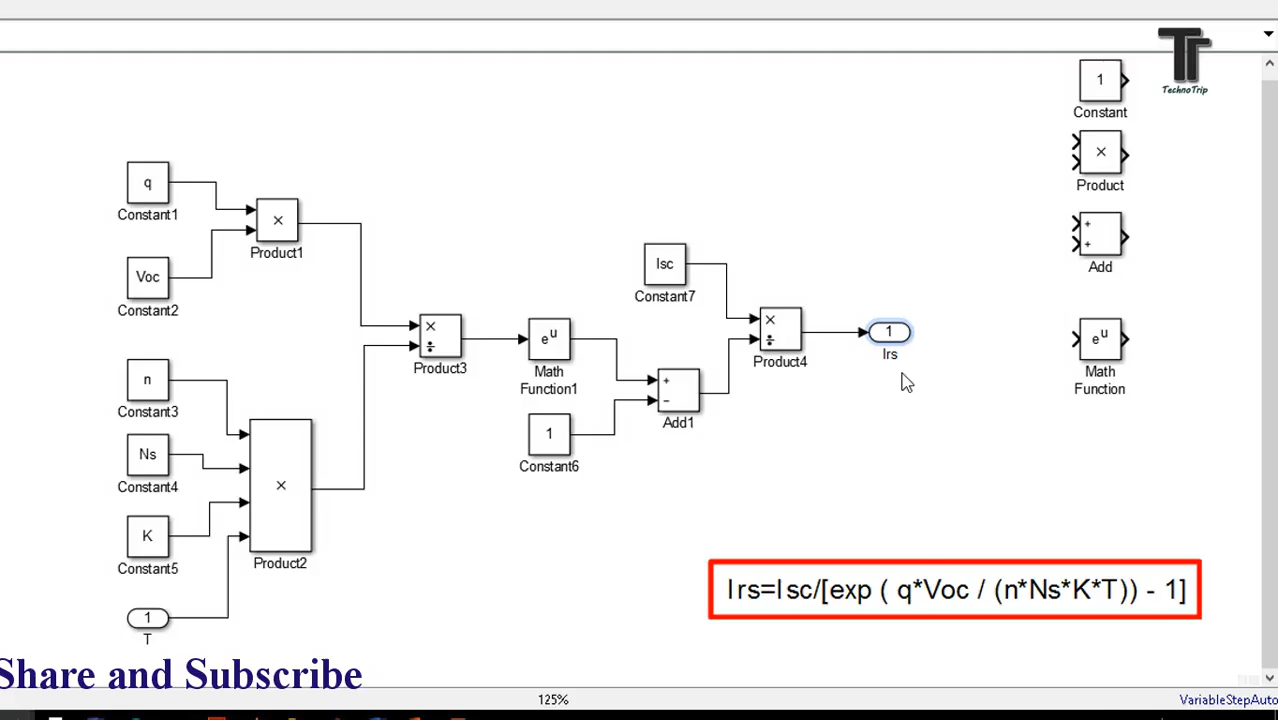 Tr
TechnoTrip
1
Constant
×
Product
+
+
Add
e^u
Math
Function
q
Constant1
×
Product1
Voc
Constant2
Isc
Constant7
×
÷
Product3
e^u
Math
Function1
×
÷
Product4
1
Irs
n
Constant3
+
−
Add1
1
Constant6
Ns
Constant4
×
Product2
K
Constant5
1
T
Irs=Isc/[exp ( q*Voc / (n*Ns*K*T)) - 1]
Share and Subscribe
125%
VariableStepAuto